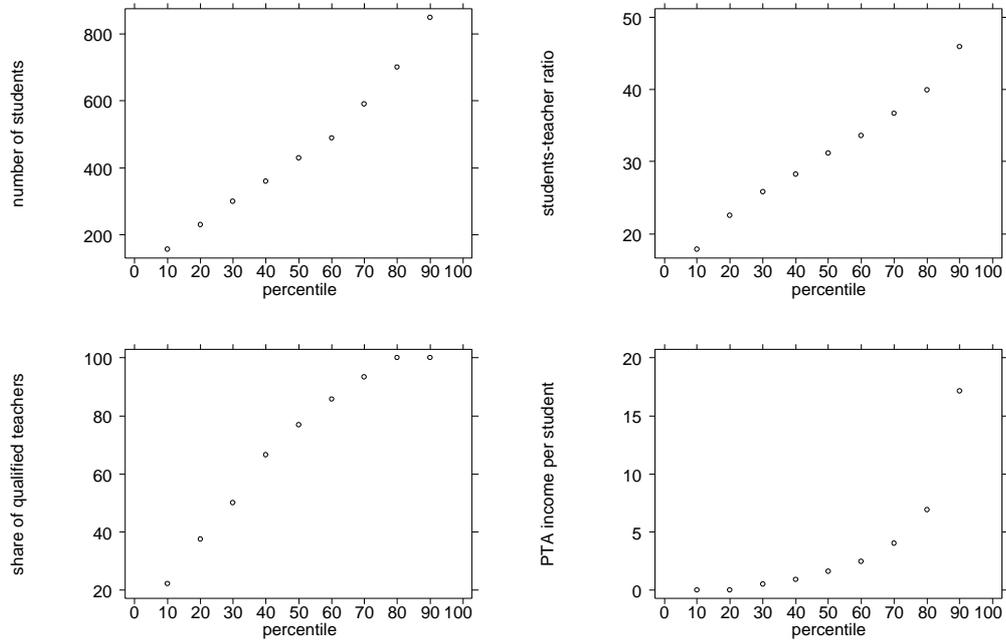 number of students
800
600
400
200
0 10 20 30 40 50 60 70 80 90 100
percentile
students-teacher ratio
50
40
30
20
0 10 20 30 40 50 60 70 80 90 100
percentile
share of qualified teachers
100
80
60
40
20
0 10 20 30 40 50 60 70 80 90 100
percentile
PTA income per student
20
15
10
5
0
0 10 20 30 40 50 60 70 80 90 100
percentile